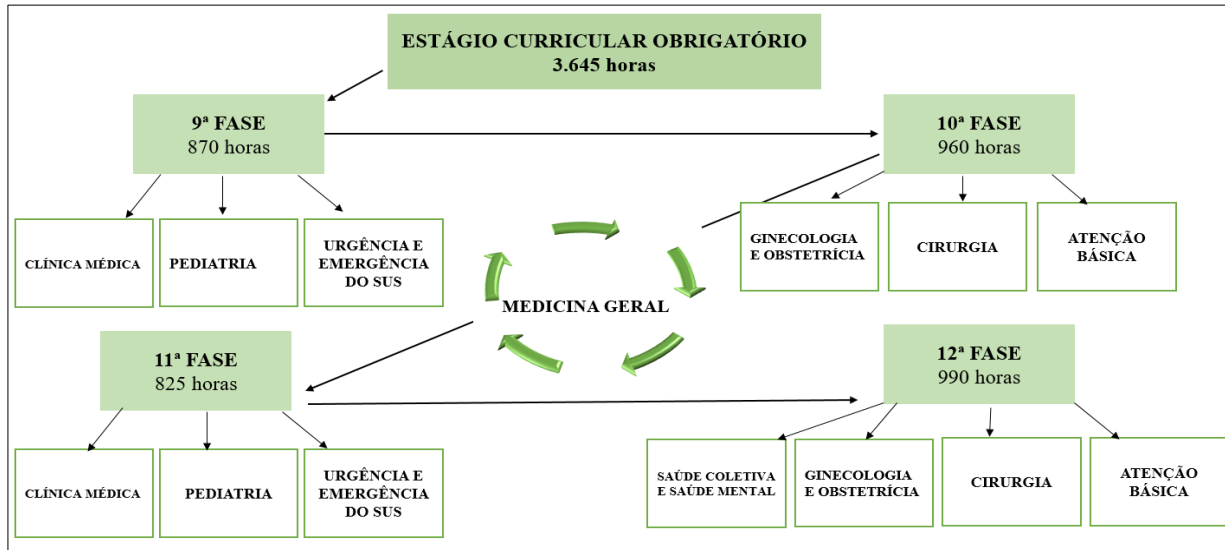 ESTÁGIO CURRICULAR OBRIGATÓRIO
3.645 horas
9ª FASE
870 horas
10ª FASE
960 horas
CLÍNICA MÉDICA
PEDIATRIA
URGÊNCIA E
EMERGÊNCIA
DO SUS
GINECOLOGIA
E OBSTETRÍCIA
CIRURGIA
ATENÇÃO
BÁSICA
MEDICINA GERAL
11ª FASE
825 horas
12ª FASE
990 horas
CLÍNICA MÉDICA
PEDIATRIA
URGÊNCIA E
EMERGÊNCIA
DO SUS
SAÚDE COLETIVA
E SAÚDE MENTAL
GINECOLOGIA
E OBSTETRÍCIA
CIRURGIA
ATENÇÃO
BÁSICA